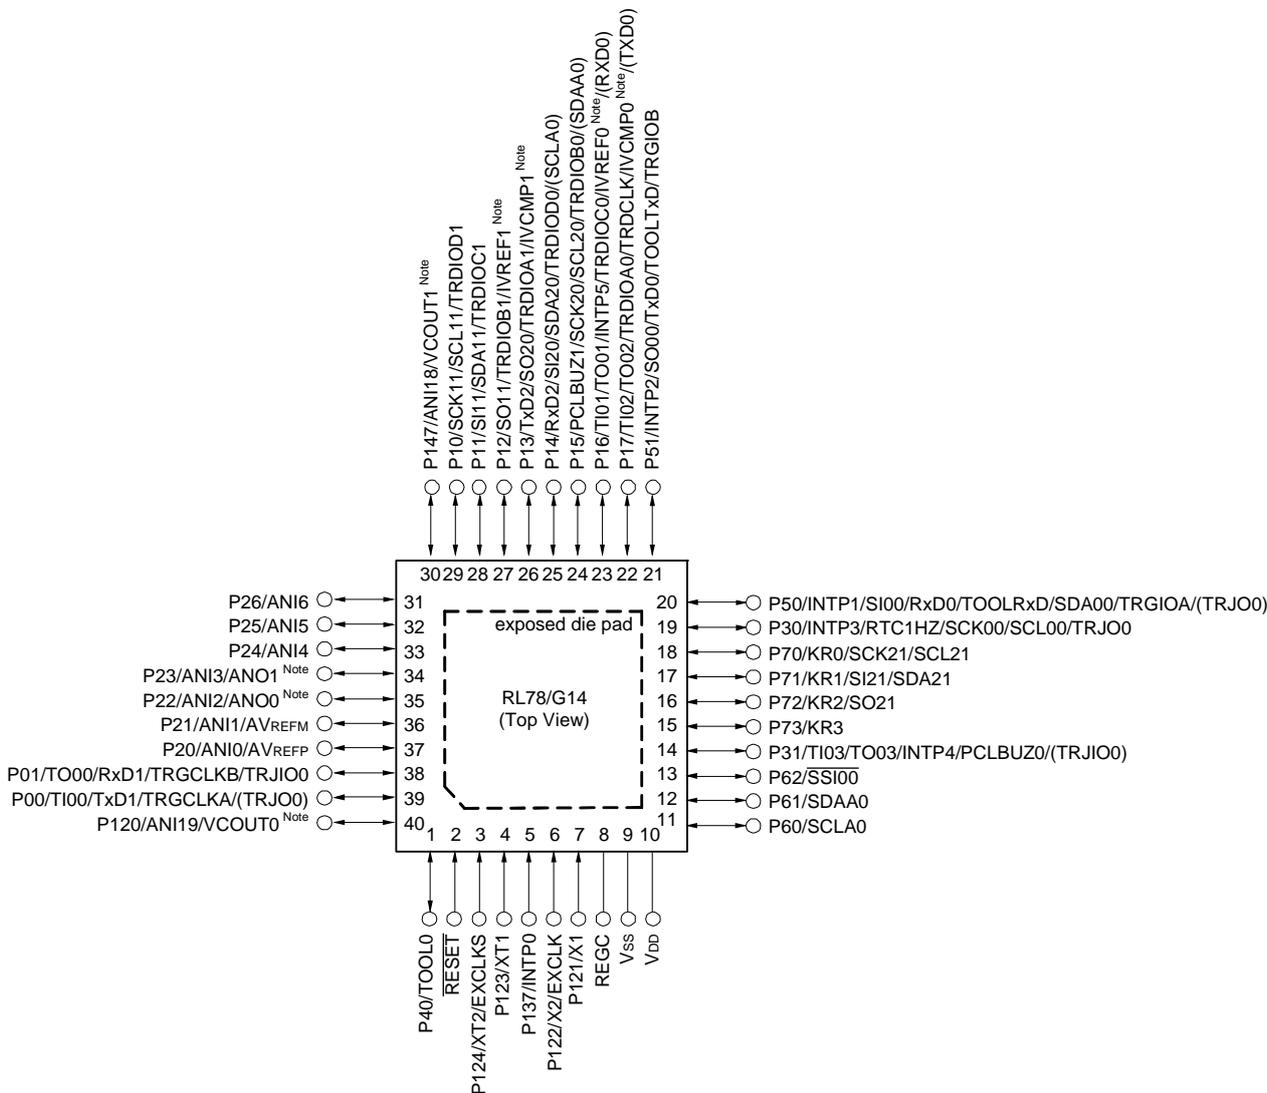 P147/ANI18/VCOUT1 Note
P10/SCK11/SCL11/TRDIOD1
P11/SI11/SDA11/TRDIOC1
P12/SO11/TRDIOB1/IVREF1 Note
P13/TxD2/SO20/TRDIOA1/IVCMP1 Note
P14/RxD2/SI20/SDA20/TRDIOD0/(SCLA0)
P15/PCLBUZ1/SCK20/SCL20/TRDIOB0/(SDAA0)
P16/TI01/TO01/INTP5/TRDIOC0/IVREF0 Note/(RXD0)
P17/TI02/TO02/TRDIOA0/TRDCLK/IVCMP0 Note/(TXD0)
P51/INTP2/SO00/TxD0/TOOLTxD/TRGIOB
30 29 28 27 26 25 24 23 22 21
P26/ANI6 31
P25/ANI5 32
P24/ANI4 33
P23/ANI3/ANO1 Note 34
P22/ANI2/ANO0 Note 35
P21/ANI1/AVREFM 36
P20/ANI0/AVREFP 37
P01/TO00/RxD1/TRGCLKB/TRJIO0 38
P00/TI00/TxD1/TRGCLKA/(TRJO0) 39
P120/ANI19/VCOUT0 Note 40
exposed die pad
RL78/G14
(Top View)
20 P50/INTP1/SI00/RxD0/TOOLRxD/SDA00/TRGIOA/(TRJO0)
19 P30/INTP3/RTC1HZ/SCK00/SCL00/TRJO0
18 P70/KR0/SCK21/SCL21
17 P71/KR1/SI21/SDA21
16 P72/KR2/SO21
15 P73/KR3
14 P31/TI03/TO03/INTP4/PCLBUZ0/(TRJIO0)
13 P62/SSI00
12 P61/SDAA0
11 P60/SCLA0
1 2 3 4 5 6 7 8 9 10
P40/TOOL0
RESET
P124/XT2/EXCLKS
P123/XT1
P137/INTP0
P122/X2/EXCLK
P121/X1
REGC
VSS
VDD